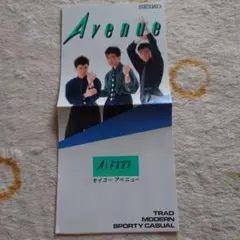 SEIKO
Avenue
Avenue
セイコー アベニュー
TRAD
MODERN
SPORTY CASUAL